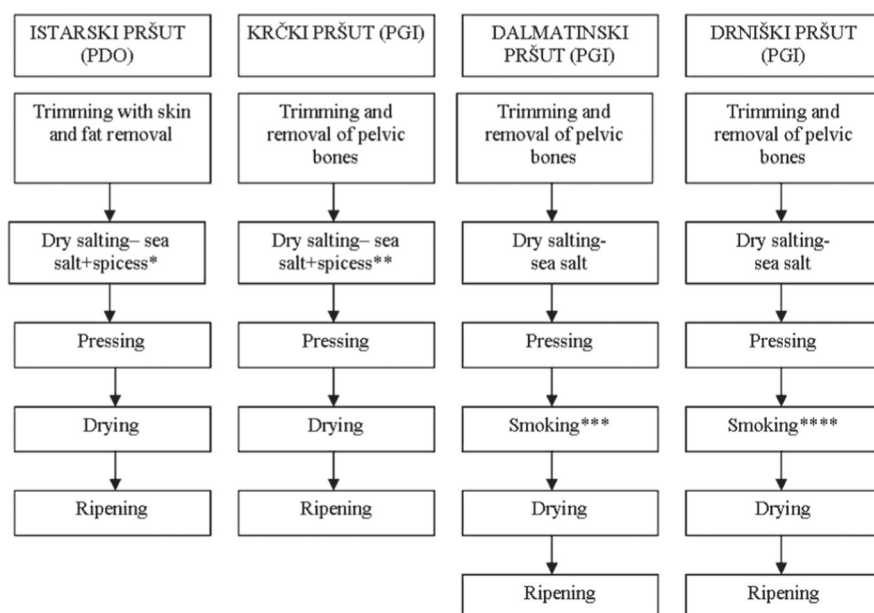 ISTARSKI PRŠUT
(PDO)
Trimming with skin
and fat removal
Dry salting– sea
salt+spicess*
Pressing
Drying
Ripening
KRČKI PRŠUT (PGI)
Trimming and
removal of pelvic
bones
Dry salting– sea
salt+spicess**
Pressing
Drying
Ripening
DALMATINSKI
PRŠUT (PGI)
Trimming and
removal of pelvic
bones
Dry salting-
sea salt
Pressing
Smoking***
Drying
Ripening
DRNIŠKI PRŠUT
(PGI)
Trimming and
removal of pelvic
bones
Dry salting-
sea salt
Pressing
Smoking****
Drying
Ripening